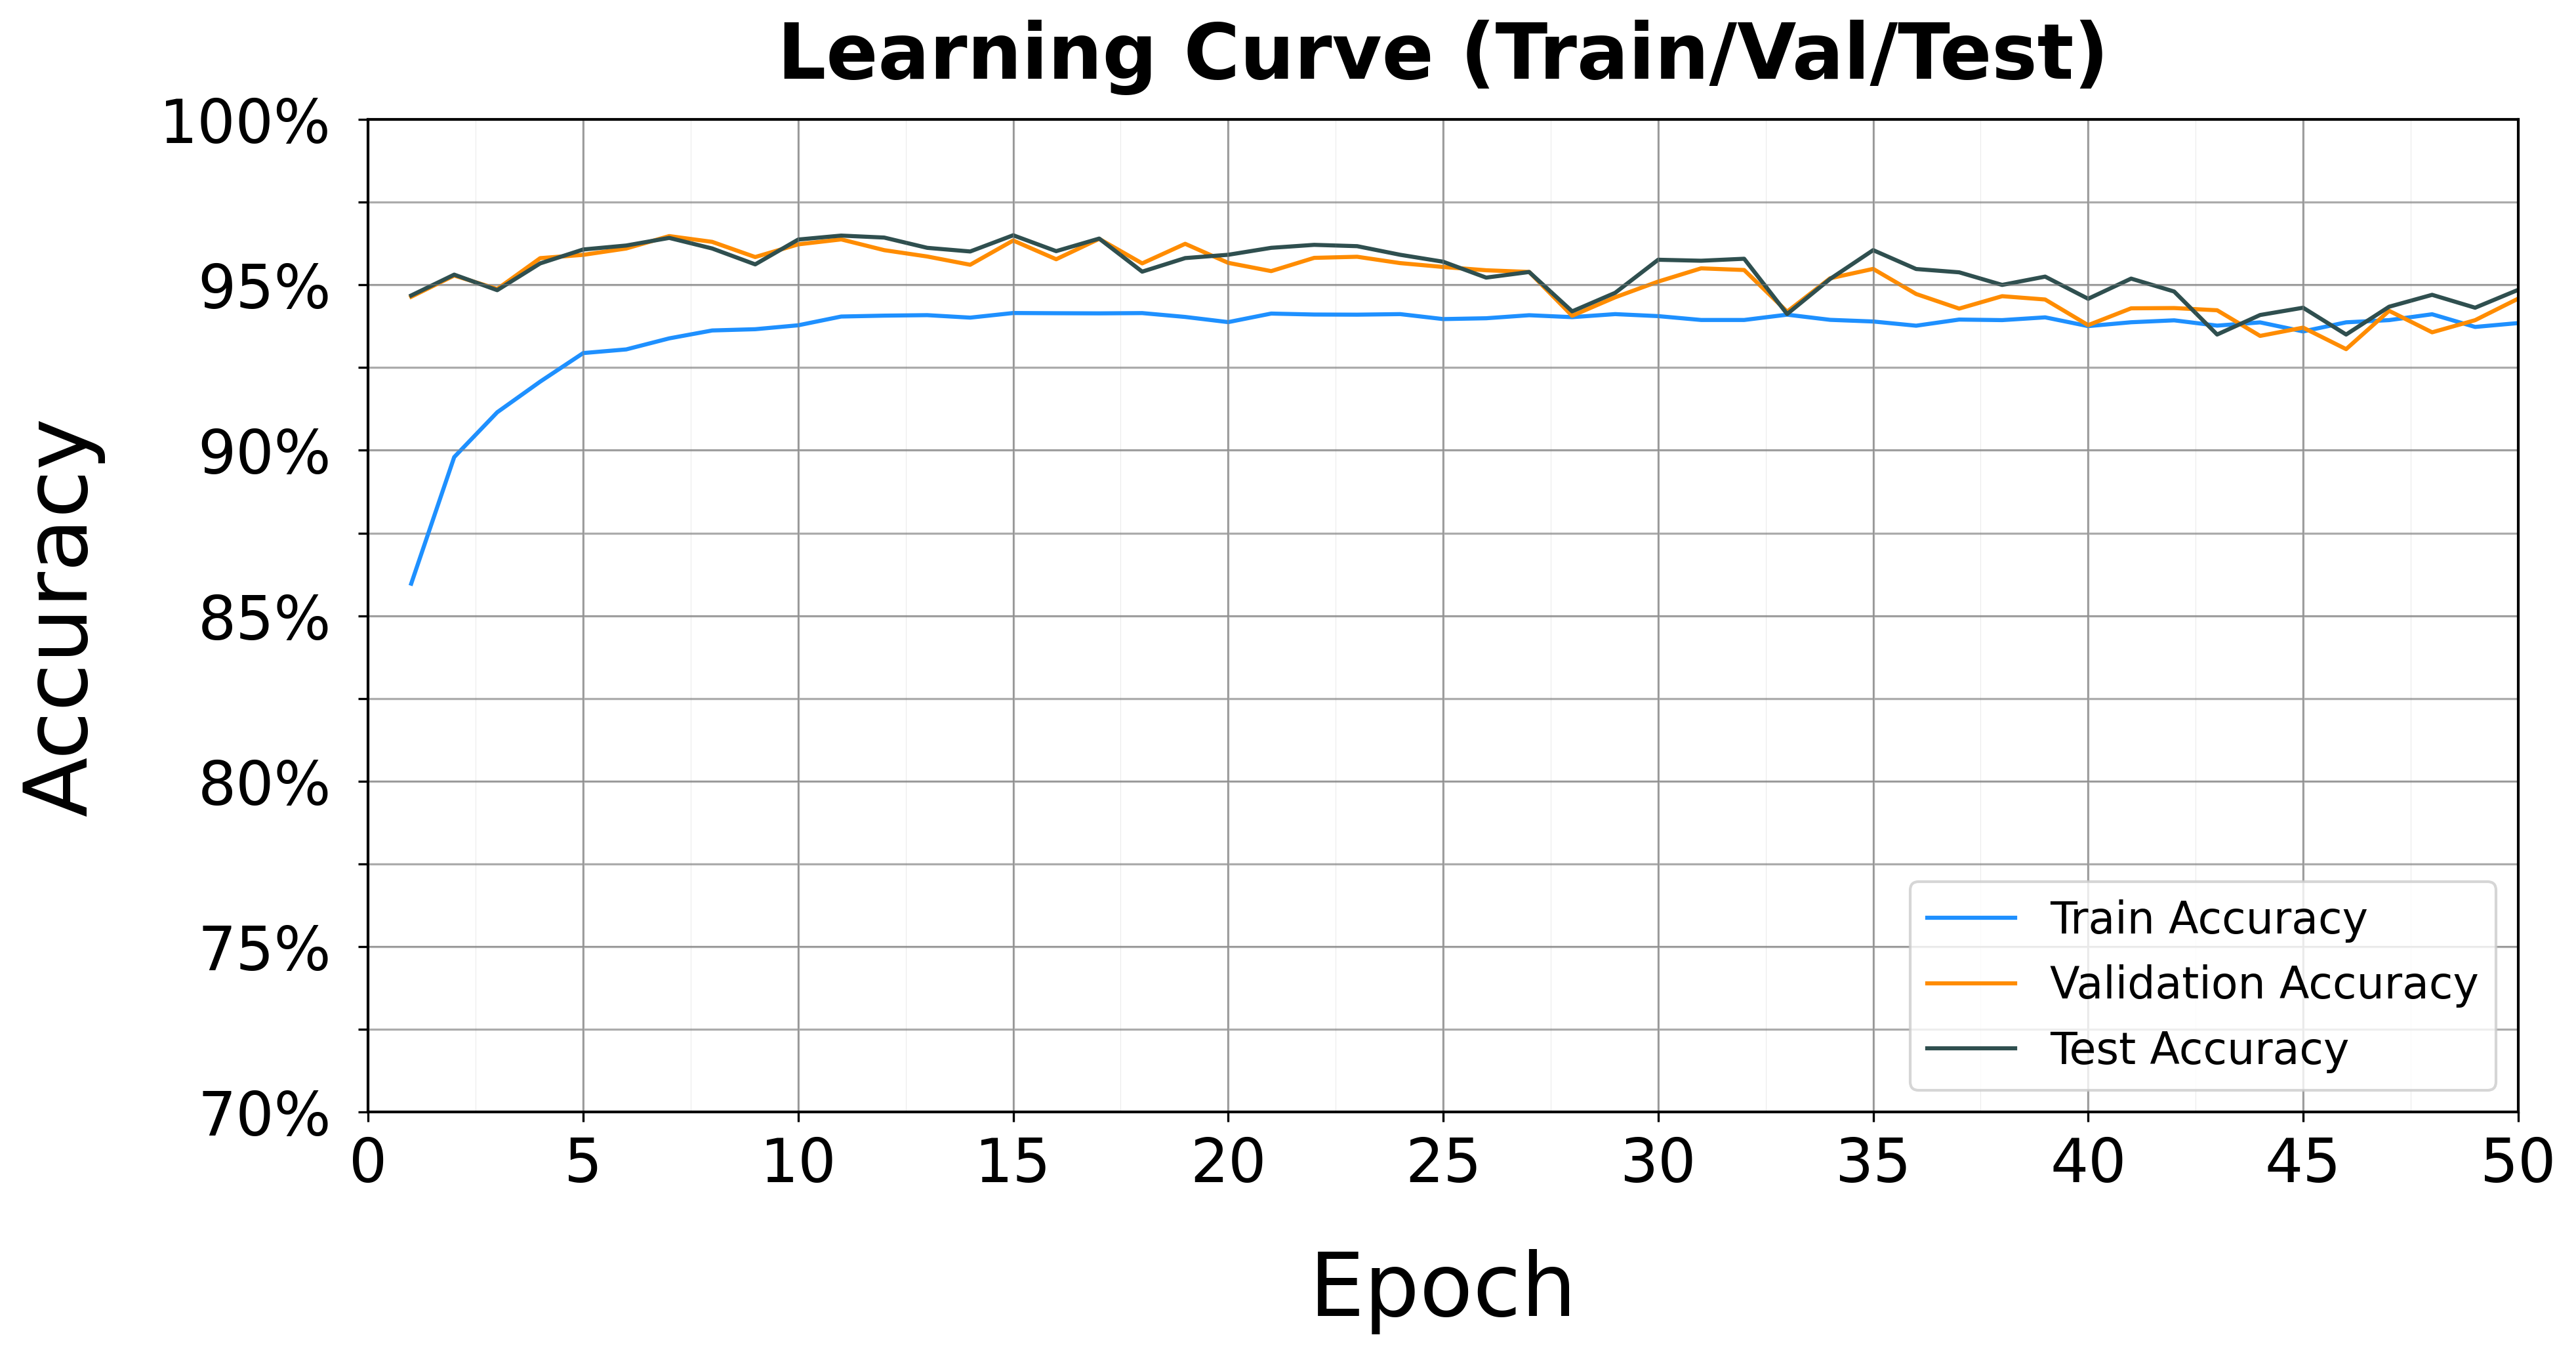 Learning Curve (Train/Val/Test)
100%
95%
90%
85%
80%
75%
70%
Accuracy
Train Accuracy
Validation Accuracy
Test Accuracy
0 5 10 15 20 25 30 35 40 45 50
Epoch